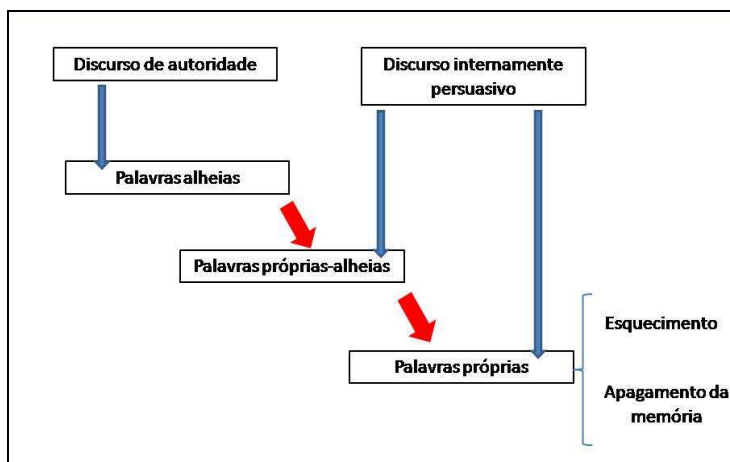 Discurso de autoridade
Discurso internamente
persuasivo
Palavras alheias
Palavras próprias-alheias
Palavras próprias
Esquecimento
Apagamento da
memória